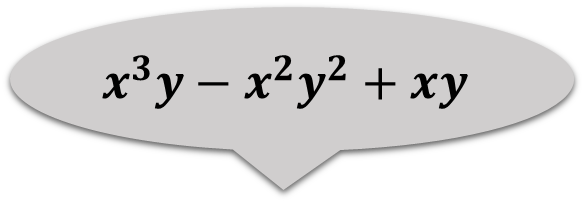 x³y − x²y² + xy